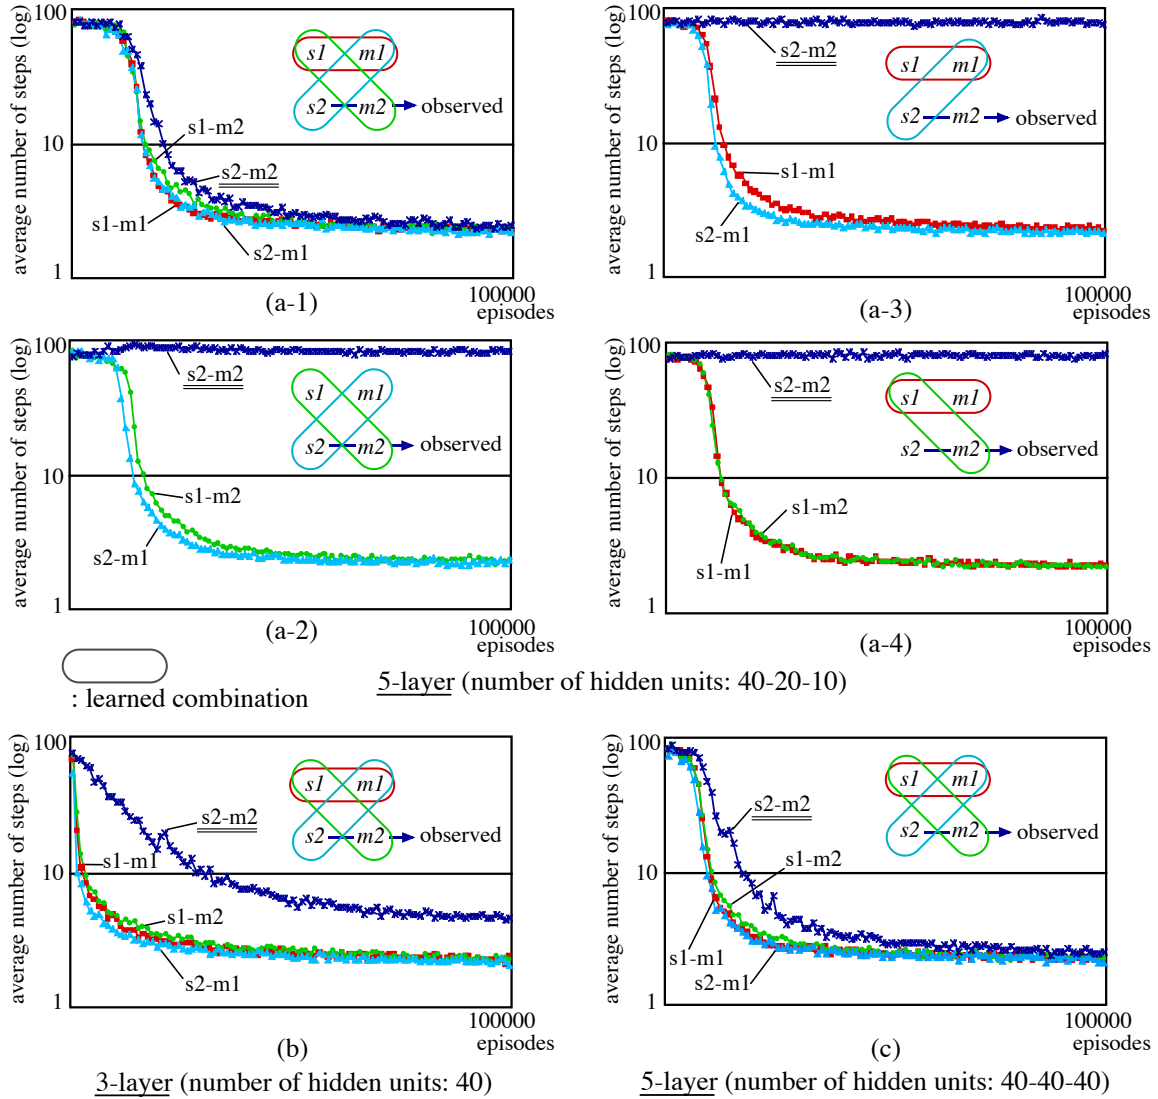 average number of steps (log)
100
10
1
s1 m1
s2 m2 observed
s1-m2
s2-m2
s1-m1
s2-m1
(a-1)
100000
episodes
average number of steps (log)
100
10
1
s2-m2
s1 m1
s2 m2 observed
s1-m1
s2-m1
(a-3)
100000
episodes
average number of steps (log)
100
10
1
s2-m2
s1 m1
s2 m2 observed
s1-m2
s2-m1
(a-2)
100000
episodes
average number of steps (log)
100
10
1
s2-m2
s1 m1
s2 m2 observed
s1-m2
s1-m1
(a-4)
100000
episodes
: learned combination
5-layer (number of hidden units: 40-20-10)
average number of steps (log)
100
10
1
s1 m1
s2-m2
s2 m2 observed
s1-m1
s1-m2
s2-m1
(b)
100000
episodes
3-layer (number of hidden units: 40)
average number of steps (log)
100
10
1
s1 m1
s2-m2
s2 m2 observed
s1-m2
s1-m1
s2-m1
(c)
100000
episodes
5-layer (number of hidden units: 40-40-40)